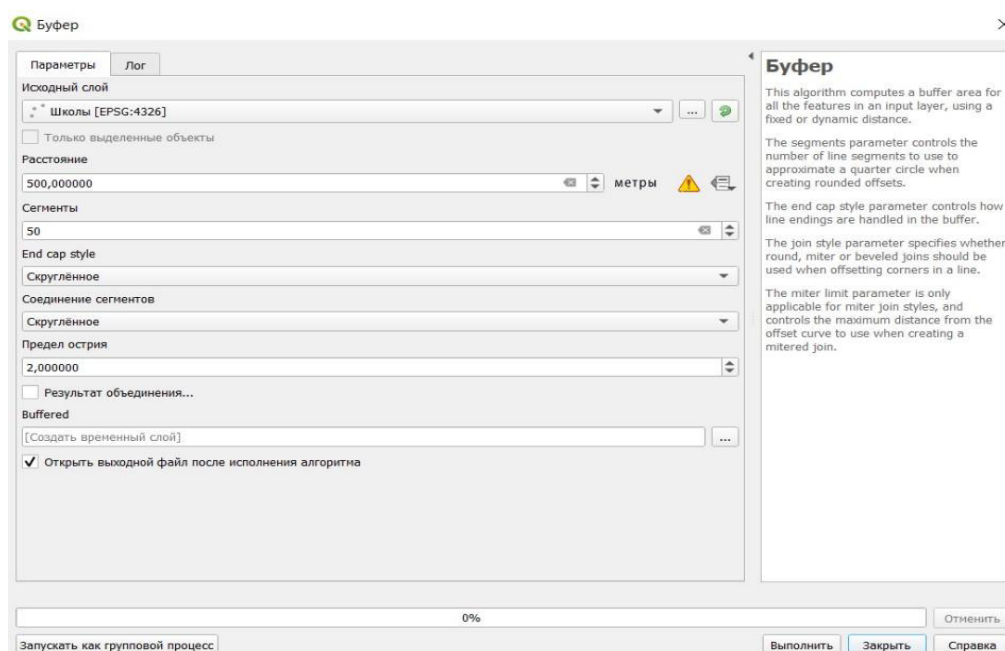 Буфер
Параметры
Лог
Исходный слой
Школы [EPSG:4326]
...
Только выделенные объекты
Расстояние
500,000000
метры
Сегменты
50
End cap style
Скруглённое
Соединение сегментов
Скруглённое
Предел острия
2,000000
Результат объединения...
Buffered
[Создать временный слой]
...
Открыть выходной файл после исполнения алгоритма
Буфер
This algorithm computes a buffer area for
all the features in an input layer, using a
fixed or dynamic distance.
The segments parameter controls the
number of line segments to use to
approximate a quarter circle when
creating rounded offsets.
The end cap style parameter controls how
line endings are handled in the buffer.
The join style parameter specifies whether
round, miter or beveled joins should be
used when offsetting corners in a line.
The miter limit parameter is only
applicable for miter join styles, and
controls the maximum distance from the
offset curve to use when creating a
mitered join.
0%
Отменить
Запускать как групповой процесс
Выполнить
Закрыть
Справка